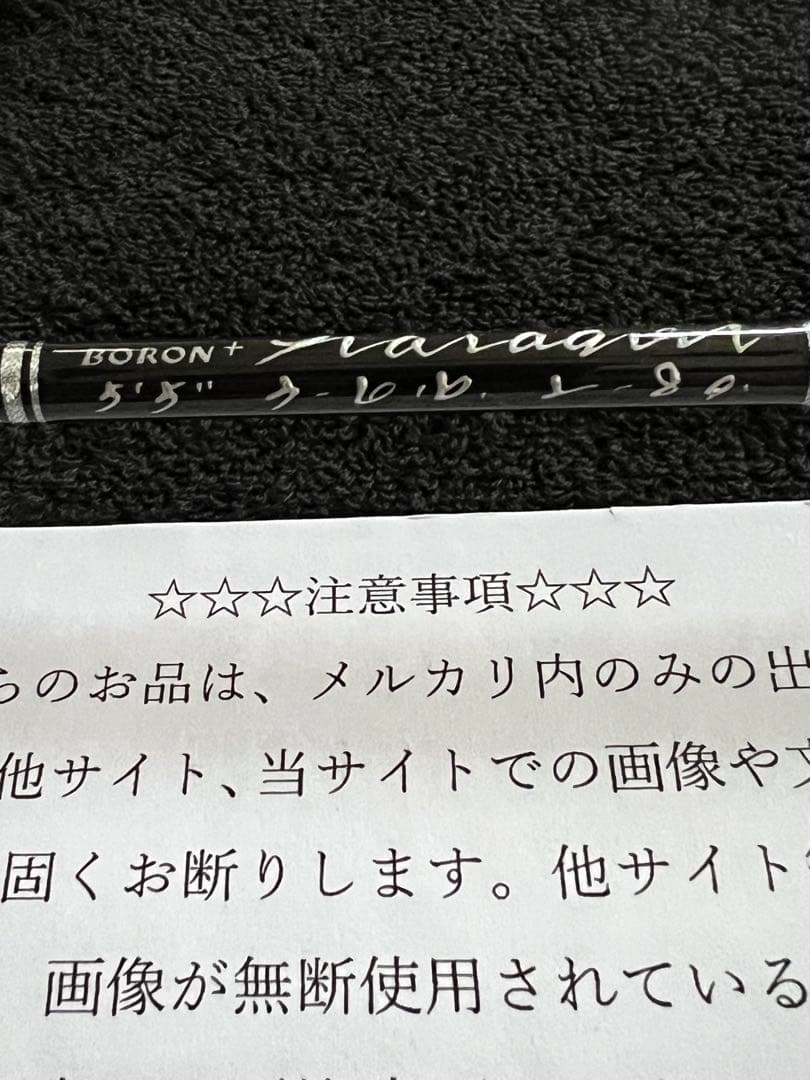 BORON+
5'5"
☆☆☆注意事項☆☆☆
らのお品は、メルカリ内のみの出
他サイト、当サイトでの画像や文
固くお断りします。他サイト
画像が無断使用されている